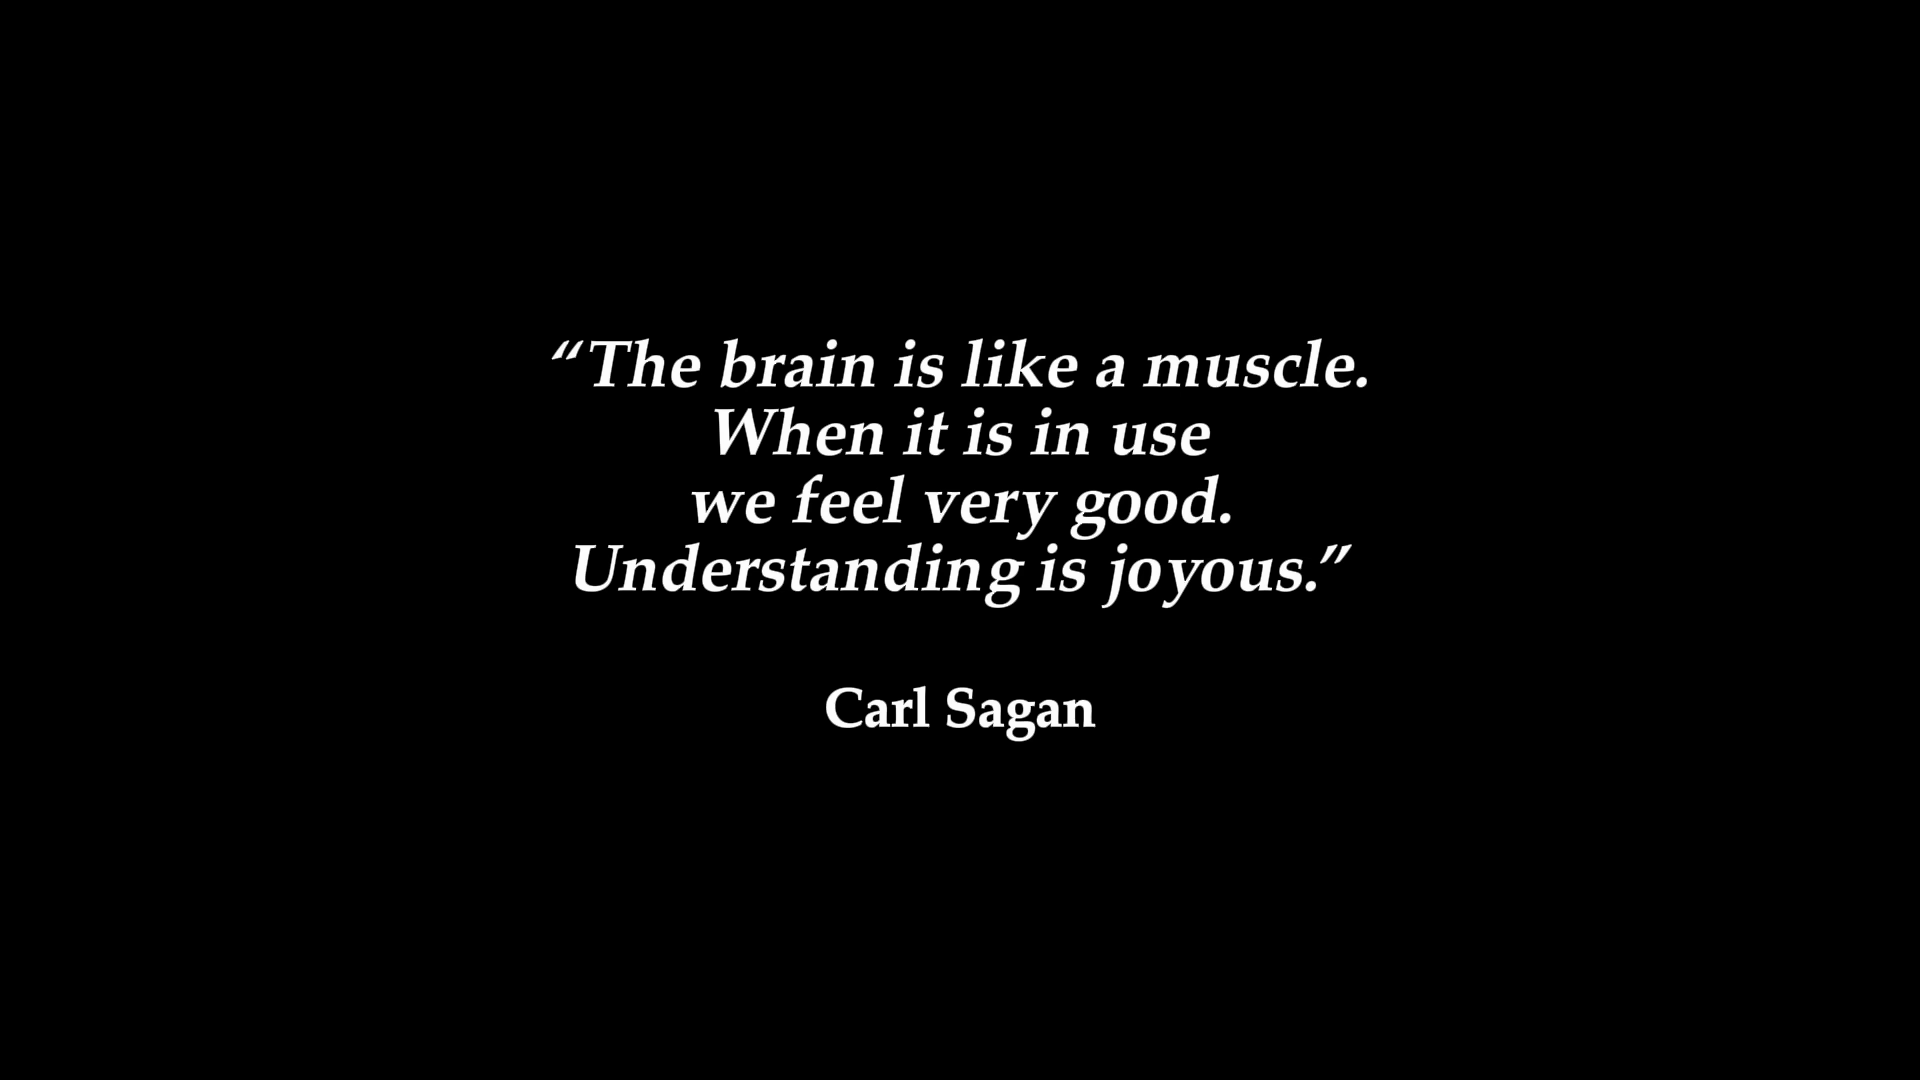 “The brain is like a muscle.
When it is in use
we feel very good.
Understanding is joyous.”
Carl Sagan